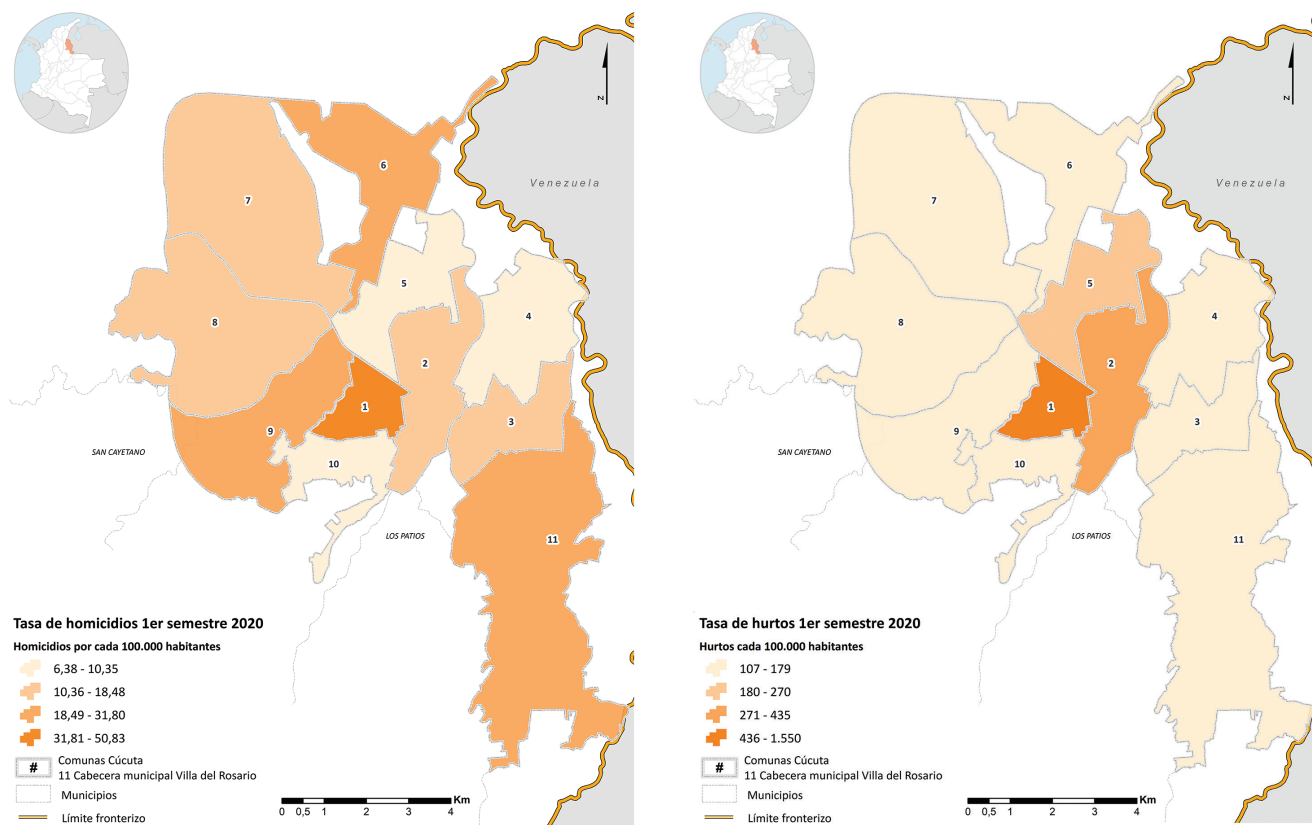 N
Venezuela
6
7
5
4
8
2
1
3
9
10
SAN CAYETANO
LOS PATIOS
11
Tasa de homicidios 1er semestre 2020
Homicidios por cada 100.000 habitantes
6,38 - 10,35
10,36 - 18,48
18,49 - 31,80
31,81 - 50,83
# Comunas Cúcuta
11 Cabecera municipal Villa del Rosario
Municipios
Límite fronterizo
Km
0 0,5 1 2 3 4
N
Venezuela
6
7
5
4
8
2
1
3
9
10
SAN CAYETANO
LOS PATIOS
11
Tasa de hurtos 1er semestre 2020
Hurtos cada 100.000 habitantes
107 - 179
180 - 270
271 - 435
436 - 1.550
# Comunas Cúcuta
11 Cabecera municipal Villa del Rosario
Municipios
Límite fronterizo
Km
0 0,5 1 2 3 4